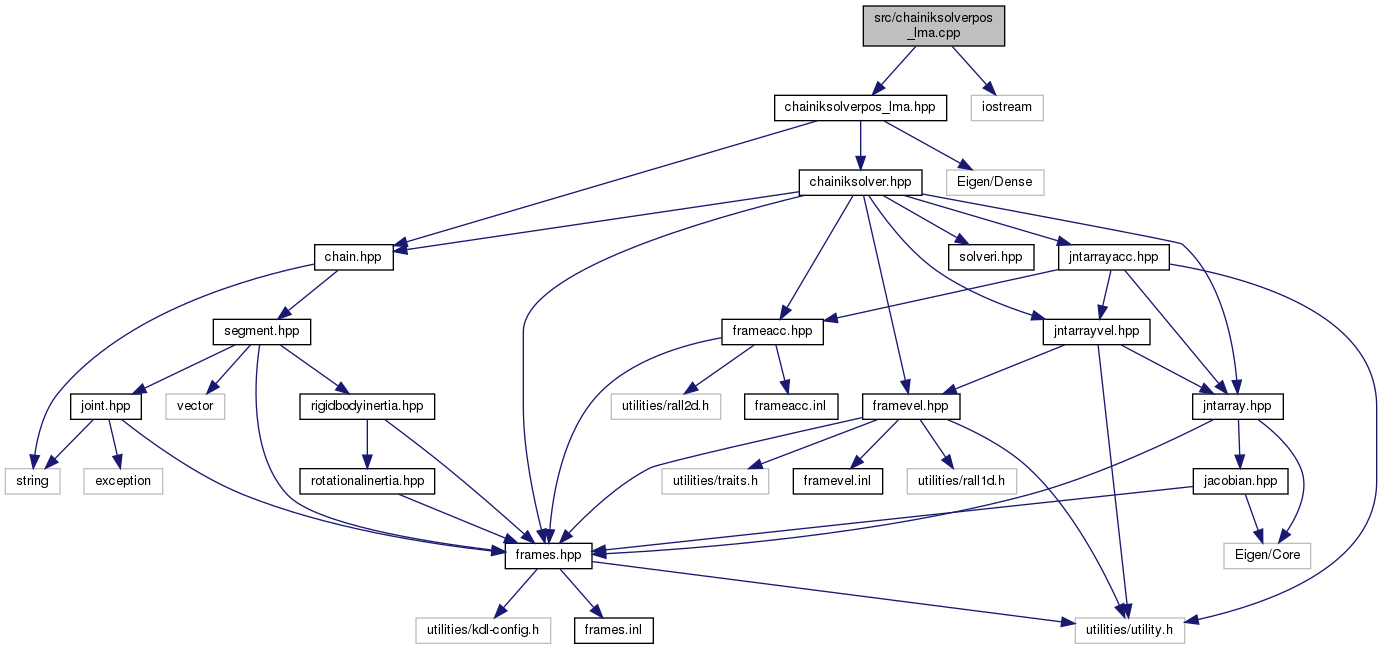 src/chainiksolverpos
_lma.cpp
chainiksolverpos_lma.hpp
iostream
chainiksolver.hpp
Eigen/Dense
chain.hpp
solveri.hpp
jntarrayacc.hpp
segment.hpp
frameacc.hpp
jntarrayvel.hpp
joint.hpp
vector
rigidbodyinertia.hpp
utilities/rall2d.h
frameacc.inl
framevel.hpp
jntarray.hpp
string
exception
rotationalinertia.hpp
utilities/traits.h
framevel.inl
utilities/rall1d.h
jacobian.hpp
frames.hpp
Eigen/Core
utilities/kdl-config.h
frames.inl
utilities/utility.h